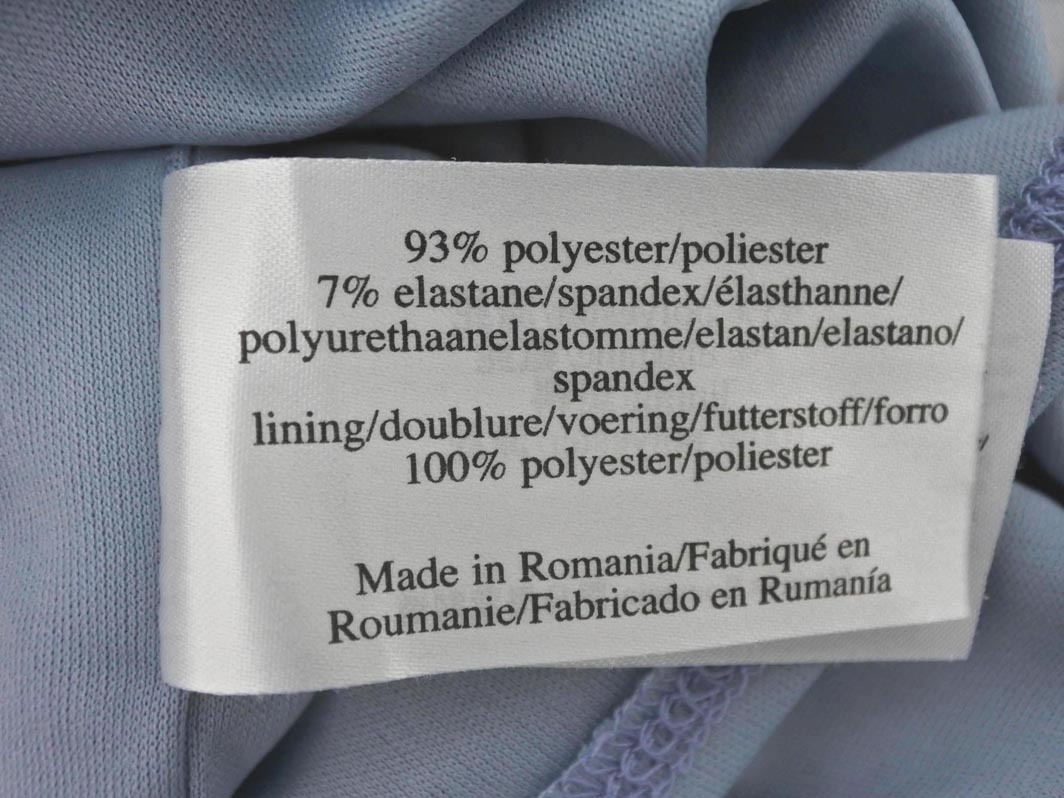 93% polyester/poliester
7% elastane/spandex/élasthanne/
polyurethaanelastomme/elastan/elastano/
spandex
lining/doublure/voering/futterstoff/forro
100% polyester/poliester
Made in Romania/Fabriqué en
Roumanie/Fabricado en Rumanía